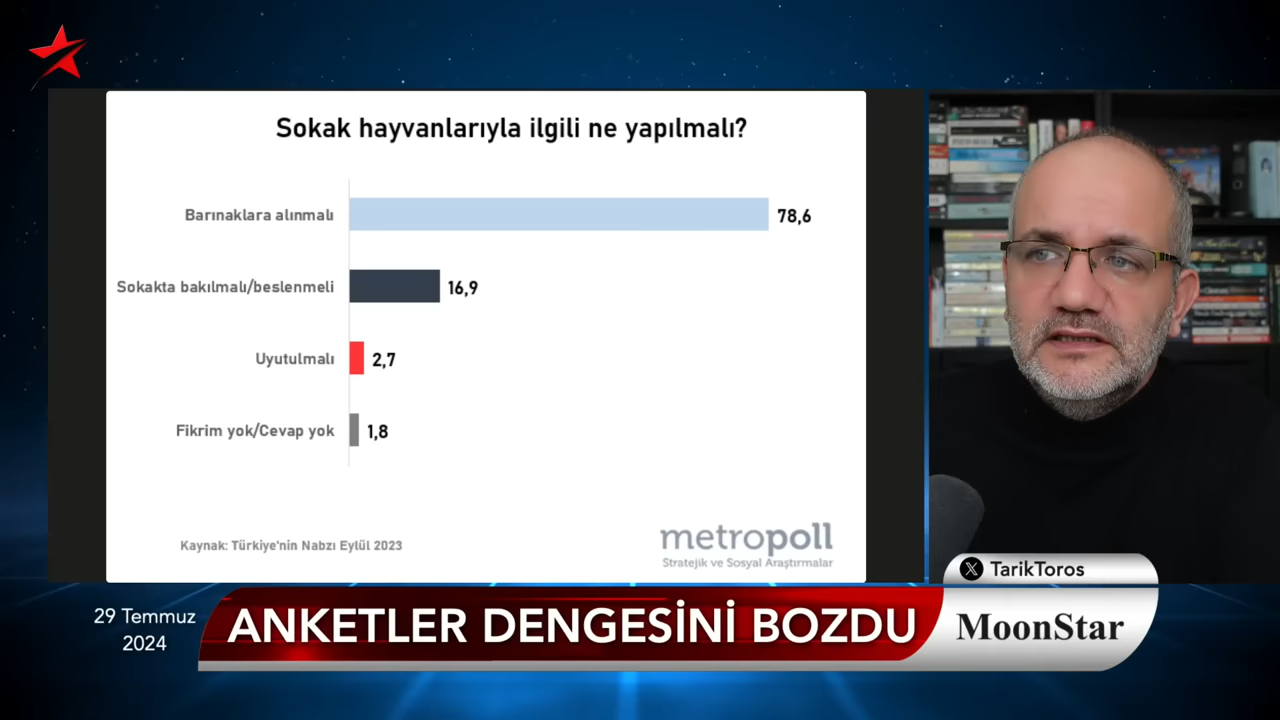 Sokak hayvanlarıyla ilgili ne yapılmalı?
Barınaklara alınmalı 78,6
Sokakta bakılmalı/beslenmeli 16,9
Uyutulmalı 2,7
Fikrim yok/Cevap yok 1,8
Kaynak: Türkiye'nin Nabzı Eylül 2023
metropoll
Stratejik ve Sosyal Araştırmalar
X TarikToros
29 Temmuz
2024
ANKETLER DENGESİNİ BOZDU
MoonStar